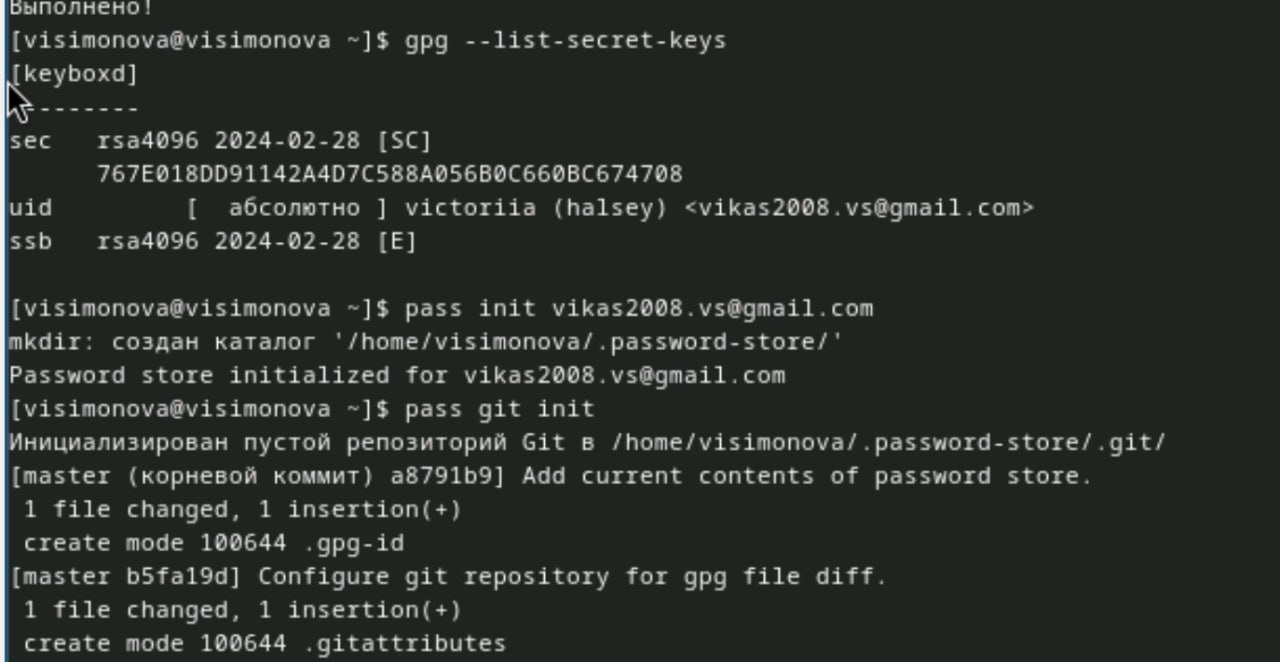 Выполнено!
[visimonova@visimonova ~]$ gpg --list-secret-keys
[keyboxd]
---------
sec   rsa4096 2024-02-28 [SC]
      767E018DD91142A4D7C588A056B0C660BC674708
uid         [  абсолютно ] victoriia (halsey) <vikas2008.vs@gmail.com>
ssb   rsa4096 2024-02-28 [E]

[visimonova@visimonova ~]$ pass init vikas2008.vs@gmail.com
mkdir: создан каталог '/home/visimonova/.password-store/'
Password store initialized for vikas2008.vs@gmail.com
[visimonova@visimonova ~]$ pass git init
Инициализирован пустой репозиторий Git в /home/visimonova/.password-store/.git/
[master (корневой коммит) a8791b9] Add current contents of password store.
 1 file changed, 1 insertion(+)
 create mode 100644 .gpg-id
[master b5fa19d] Configure git repository for gpg file diff.
 1 file changed, 1 insertion(+)
 create mode 100644 .gitattributes